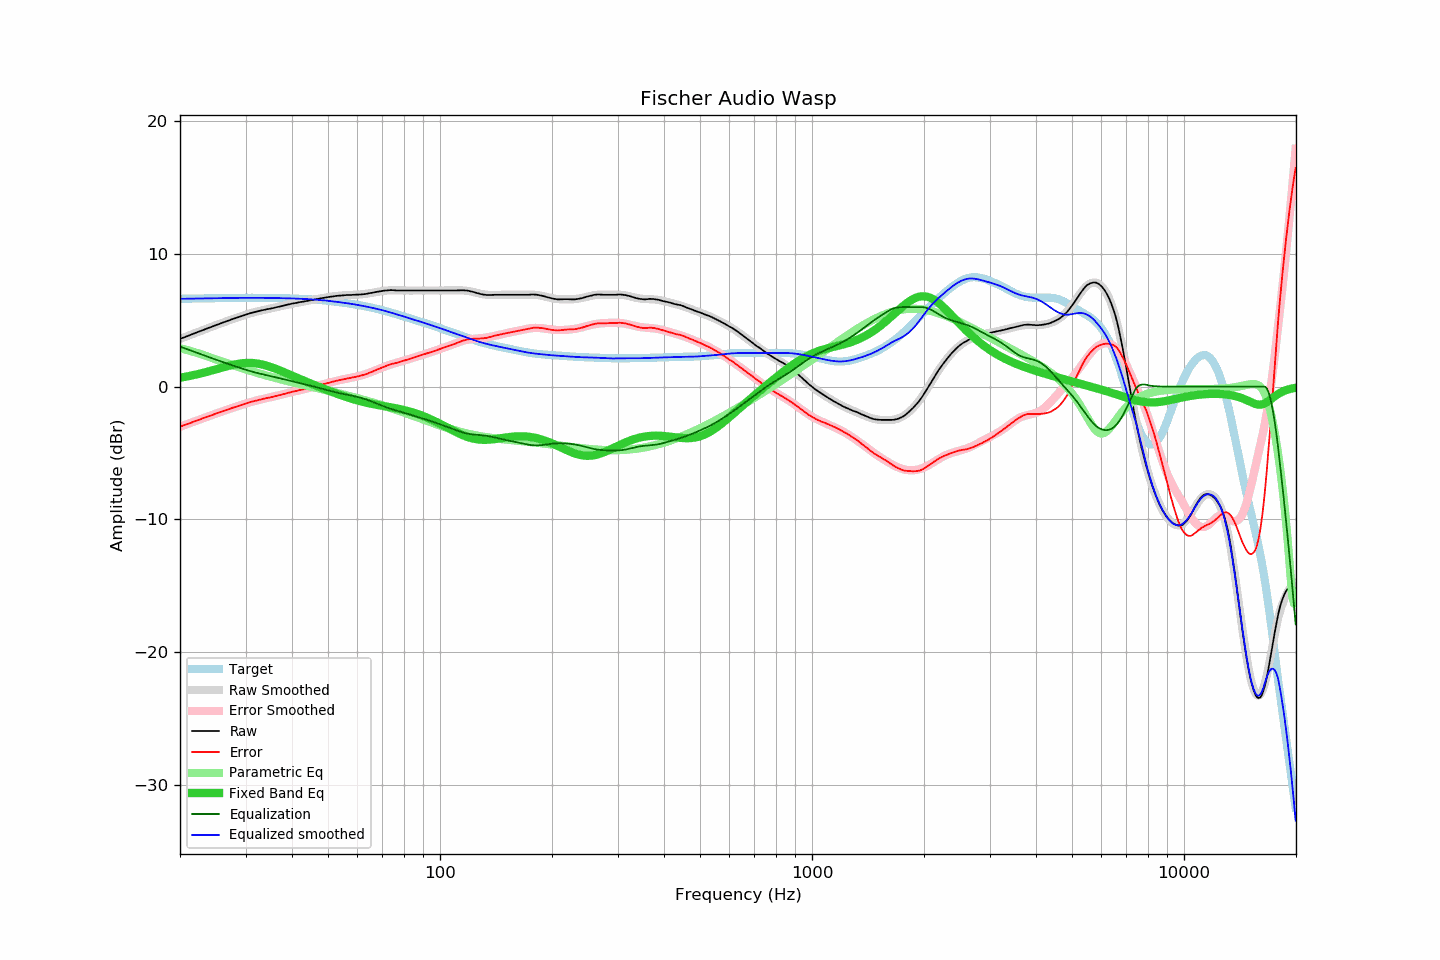 Fischer Audio Wasp
20
10
0
−10
−20
−30
Amplitude (dBr)
100
1000
10000
Frequency (Hz)
Target
Raw Smoothed
Error Smoothed
Raw
Error
Parametric Eq
Fixed Band Eq
Equalization
Equalized smoothed